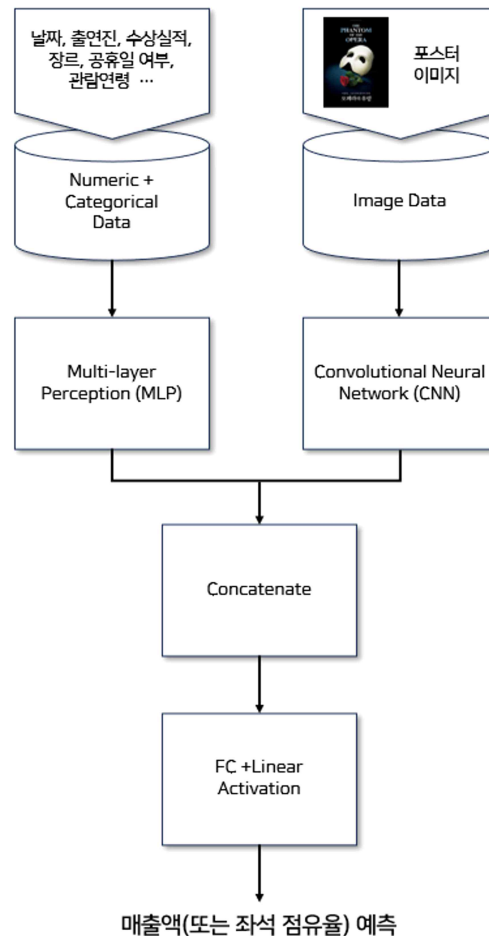 날짜, 출연진, 수상실적,
장르, 공휴일 여부,
관람연령 ...
THE
PHANTOM
OF THE
OPERA
오페라의 유령
포스터
이미지
Numeric +
Categorical
Data
Image Data
Multi-layer
Perception (MLP)
Convolutional Neural
Network (CNN)
Concatenate
FC +Linear
Activation
매출액(또는 좌석 점유율) 예측